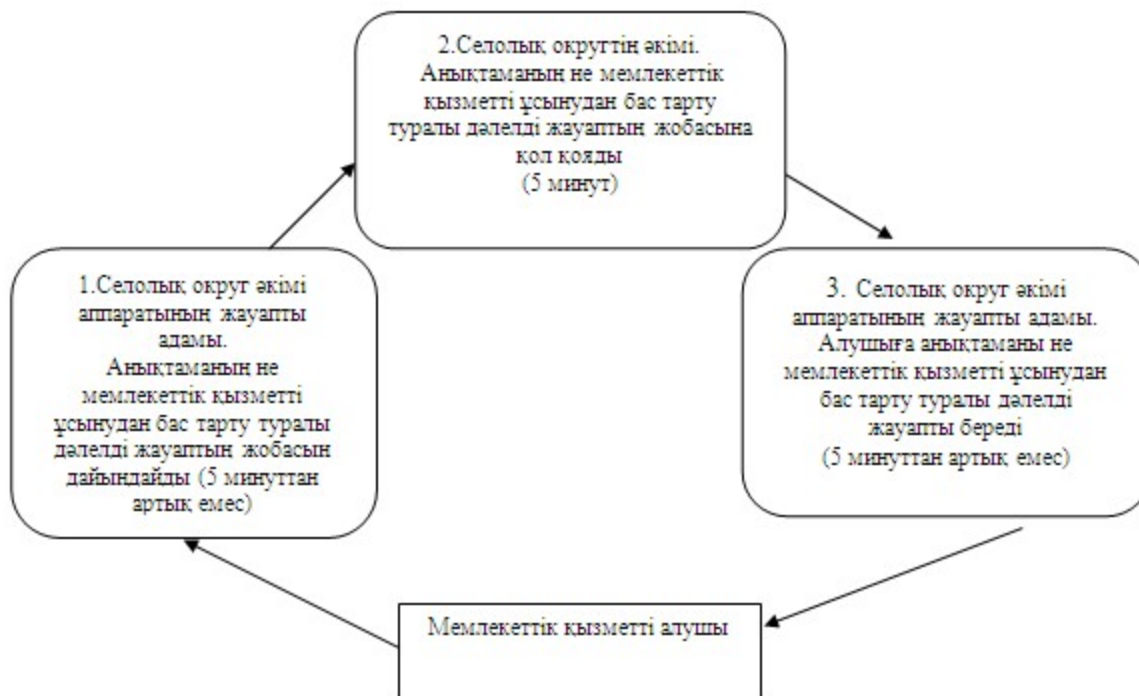 2.Селолық округтің әкімі.
Анықтаманың не мемлекеттік
қызметті ұсынудан бас тарту
туралы дәлелді жауаптың жобасына
қол қояды
(5 минут)
1.Селолық округ әкімі
аппаратының жауапты
адамы.
Анықтаманың не
мемлекеттік қызметті
ұсынудан бас тарту туралы
дәлелді жауаптың жобасын
дайындайды (5 минуттан
артық емес)
3. Селолық округ әкімі
аппаратының жауапты адамы.
Алушыға анықтаманы не
мемлекеттік қызметті ұсынудан
бас тарту туралы дәлелді
жауапты береді
(5 минуттан артық емес)
Мемлекеттік қызметті алушы